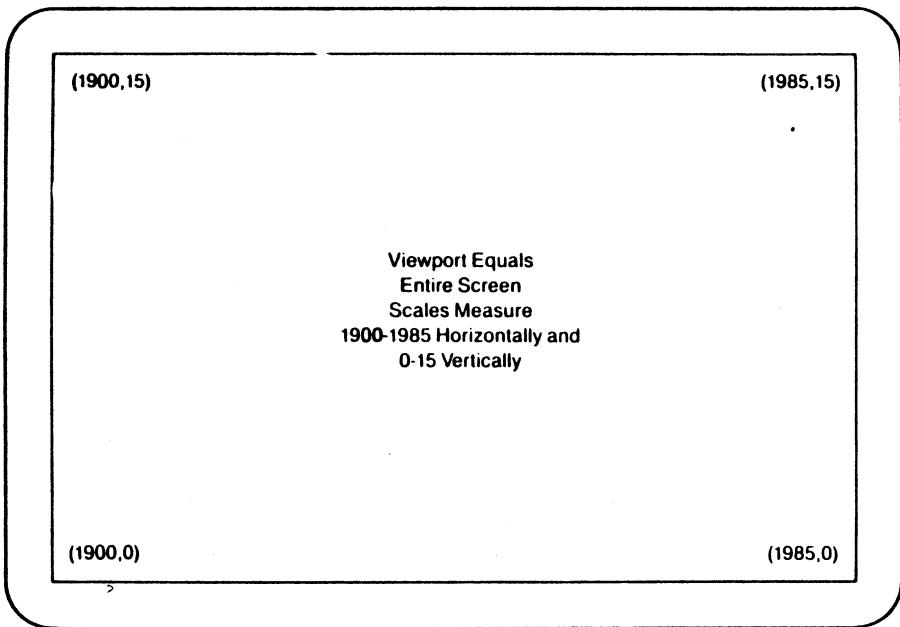 (1900,15) (1985,15)
Viewport Equals
Entire Screen
Scales Measure
1900-1985 Horizontally and
0-15 Vertically
(1900,0) (1985,0)